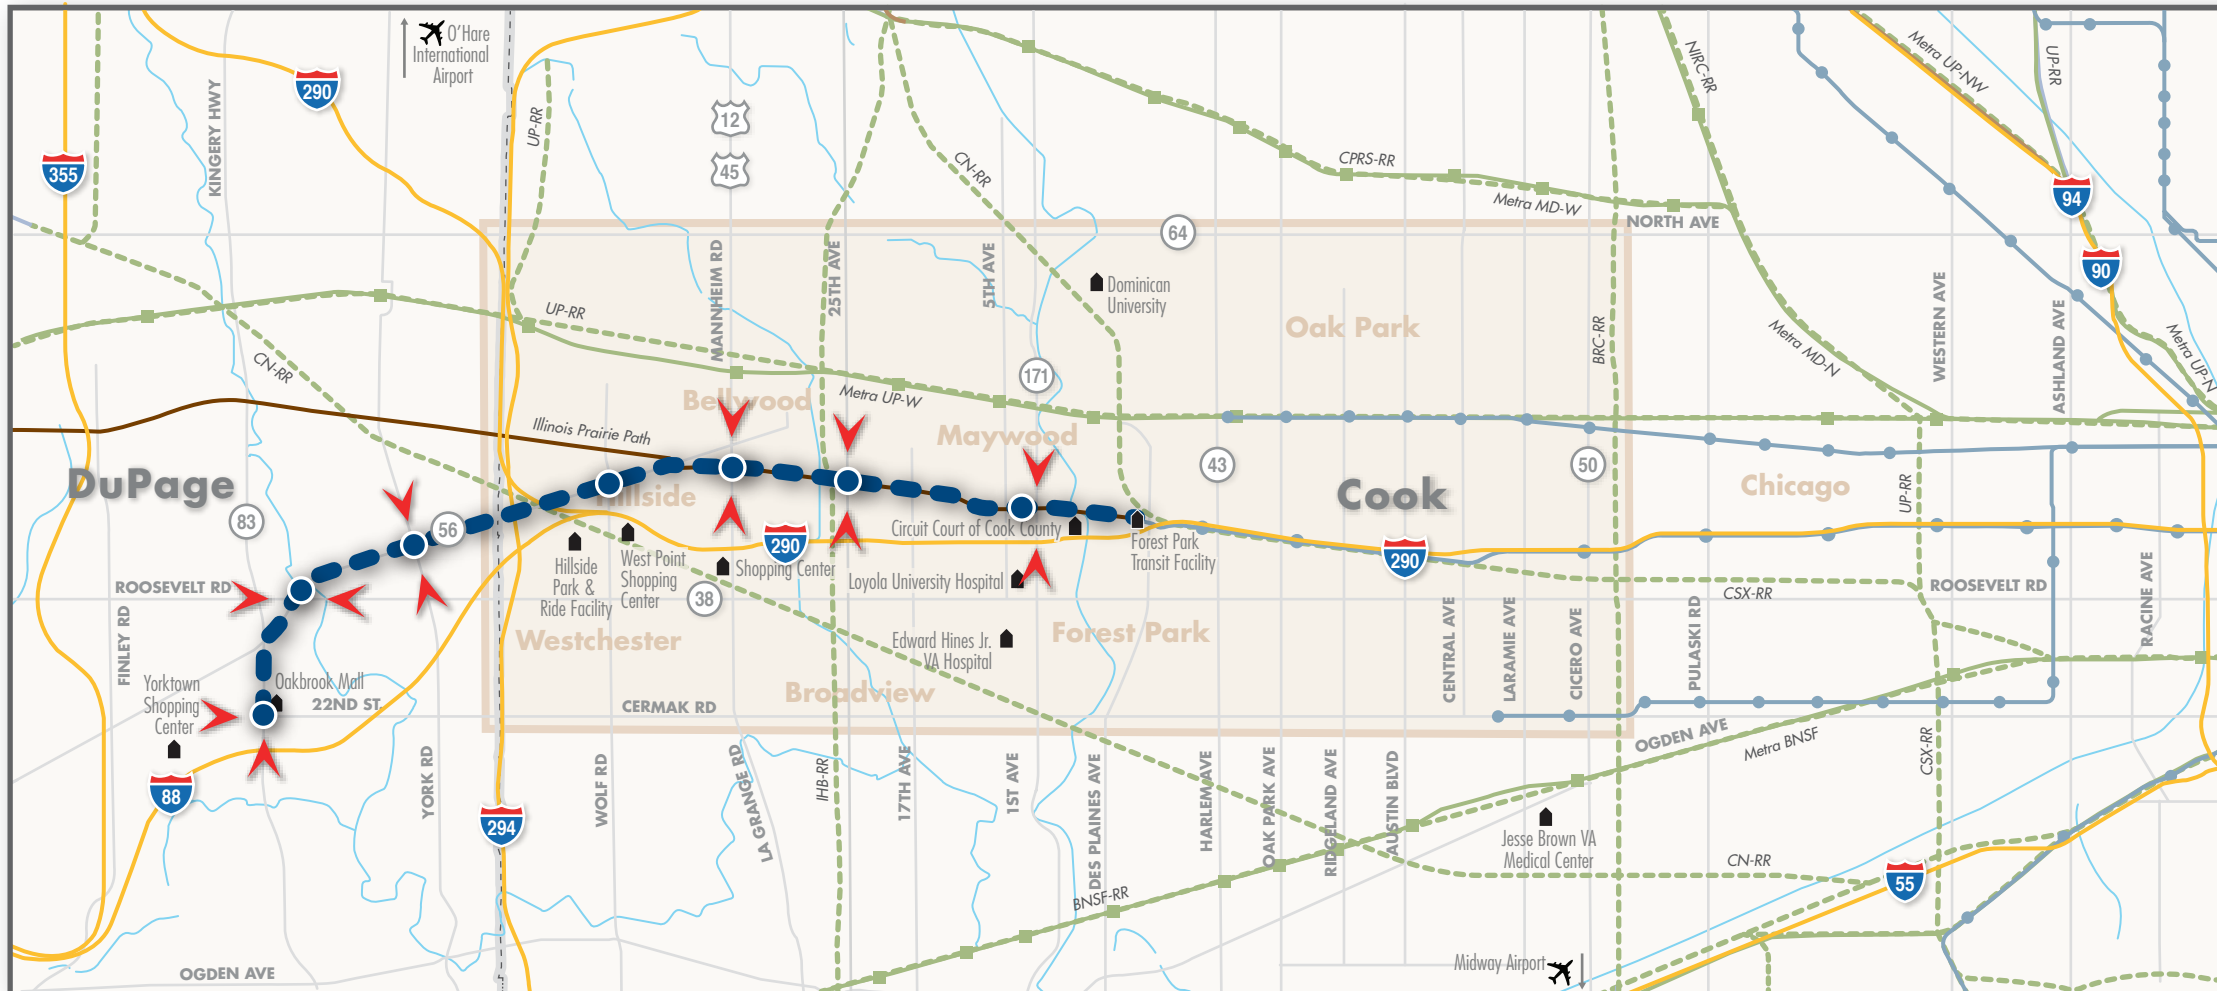 O'Hare
International
Airport
290
355
KINGERY HWY
UP-RR
12
45
CN-RR
CPRS-RR
Metra MD-W
NIRC-RR
Metra UP-NW
UP-RR
94
90
NORTH AVE
64
MANNHEIM RD
25TH AVE
5TH AVE
Dominican
University
Oak Park
BRC-RR
WESTERN AVE
ASHLAND AVE
Metra MD-N
Metra UP-N
UP-RR
CN-RR
171
Bellwood
Metra UP-W
Maywood
Illinois Prairie Path
43
50
DuPage
Hillside
Cook
Chicago
UP-RR
83
56
Circuit Court of Cook County
290
290
Forest Park
Transit Facility
Hillside
Park &
Ride Facility
West Point
Shopping
Center
Shopping Center
Loyola University Hospital
38
ROOSEVELT RD
ROOSEVELT RD
CSX-RR
FINLEY RD
Westchester
Edward Hines Jr.
VA Hospital
Forest Park
CENTRAL AVE
LARAMIE AVE
CICERO AVE
PULASKI RD
RACINE AVE
Yorktown
Shopping
Center
Oakbrook Mall
22ND ST.
Broadview
CERMAK RD
OGDEN AVE
Metra BNSF
CSX-RR
88
YORK RD
294
WOLF RD
LA GRANGE RD
IHB-RR
17TH AVE
1ST AVE
DES PLAINES AVE
HARLEM AVE
OAK PARK AVE
RIDGELAND AVE
AUSTIN BLVD
Jesse Brown VA
Medical Center
CN-RR
55
BNSF-RR
OGDEN AVE
Midway Airport